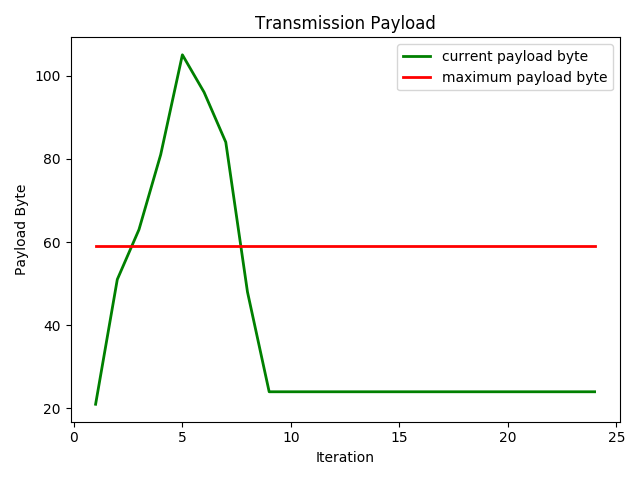 Transmission Payload
current payload byte
maximum payload byte
Payload Byte
100
80
60
40
20
0 5 10 15 20 25
Iteration